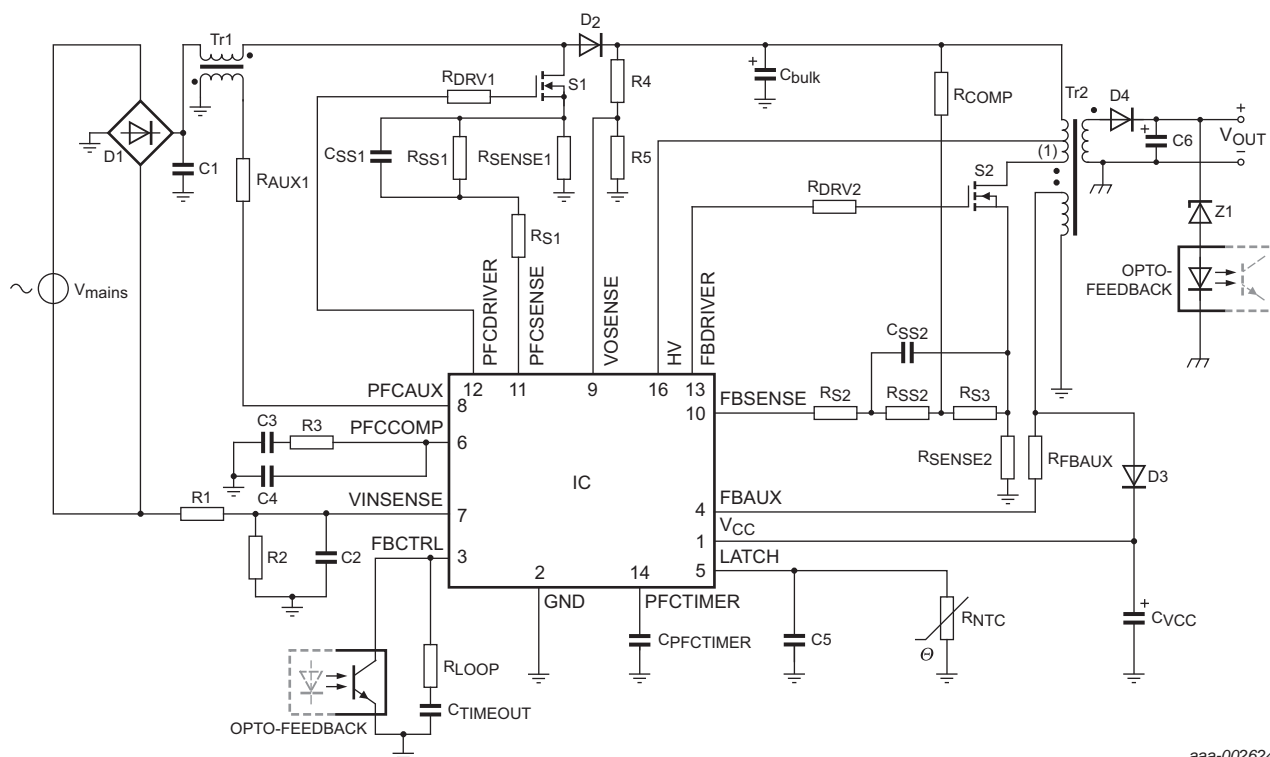 D2
Tr1
RDRV1
S1
R4
Cbulk
RCOMP
Tr2
D4
+
VOUT
C6
−
D1
C1
RAUX1
CSS1
RSS1
RSENSE1
R5
(1)
S2
RDRV2
Z1
RS1
OPTO-
FEEDBACK
Vmains
PFCDRIVER
PFCSENSE
VOSENSE
HV
FBDRIVER
CSS2
PFCAUX
12
11
9
16
13
FBSENSE
RS2
RSS2
RS3
8
10
C3
R3
PFCCOMP
6
RSENSE2
RFBAUX
D3
C4
IC
R1
VINSENSE
7
FBAUX
4
VCC
R2
C2
FBCTRL
3
1
LATCH
2
14
5
GND
PFCTIMER
RNTC
CVCC
CPFCTIMER
C5
Θ
RLOOP
CTIMEOUT
OPTO-FEEDBACK
aaa-002624